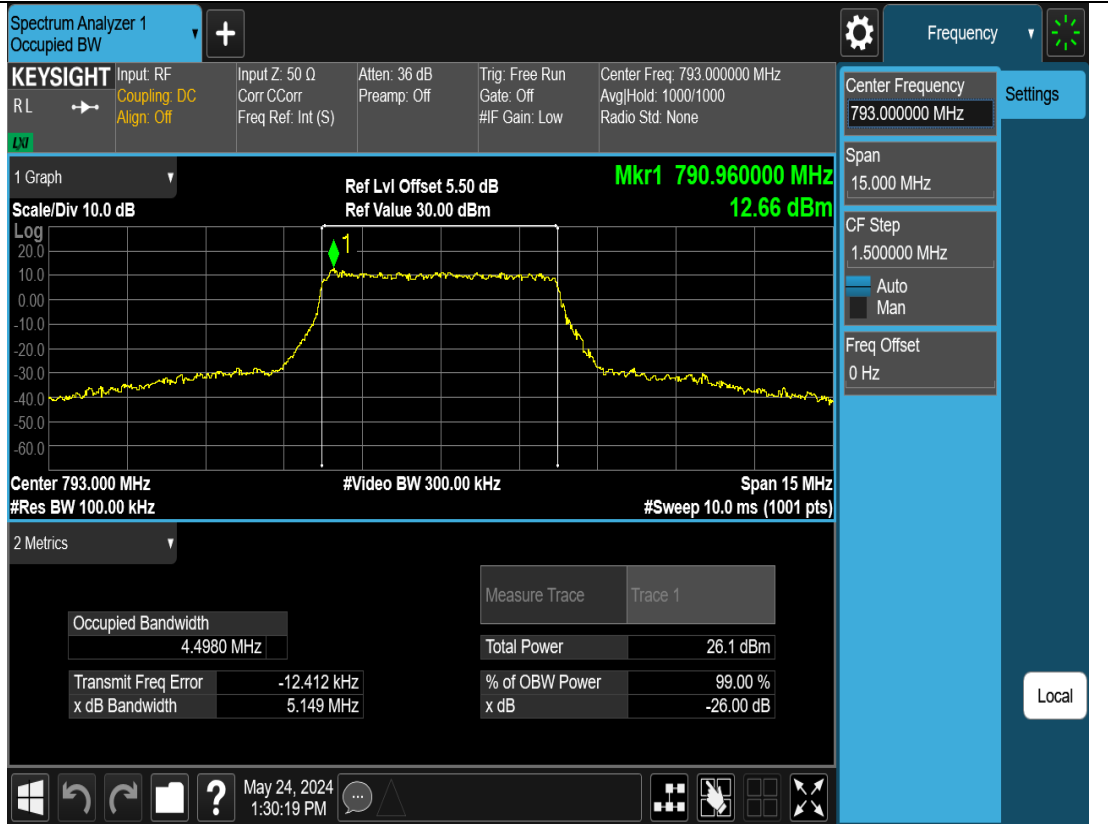 Spectrum Analyzer 1
Occupied BW
+
Frequency
KEYSIGHT
R L
LXI
Input: RF
Coupling: DC
Align: Off
Input Z: 50 Ω
Corr CCorr
Freq Ref: Int (S)
Atten: 36 dB
Preamp: Off
Trig: Free Run
Gate: Off
#IF Gain: Low
Center Freq: 793.000000 MHz
Avg|Hold: 1000/1000
Radio Std: None
Center Frequency
793.000000 MHz
Settings
Span
15.000 MHz
CF Step
1.500000 MHz
Auto
Man
Freq Offset
0 Hz
Local
1 Graph
Scale/Div 10.0 dB
Ref Lvl Offset 5.50 dB
Ref Value 30.00 dBm
Mkr1 790.960000 MHz
12.66 dBm
Log
1
20.0
10.0
0.00
-10.0
-20.0
-30.0
-40.0
-50.0
-60.0
Center 793.000 MHz
#Video BW 300.00 kHz
Span 15 MHz
#Res BW 100.00 kHz
#Sweep 10.0 ms (1001 pts)
2 Metrics
Measure Trace Trace 1
Occupied Bandwidth
4.4980 MHz
Total Power 26.1 dBm
Transmit Freq Error -12.412 kHz
% of OBW Power 99.00 %
x dB Bandwidth 5.149 MHz
x dB -26.00 dB
?
May 24, 2024
1:30:19 PM